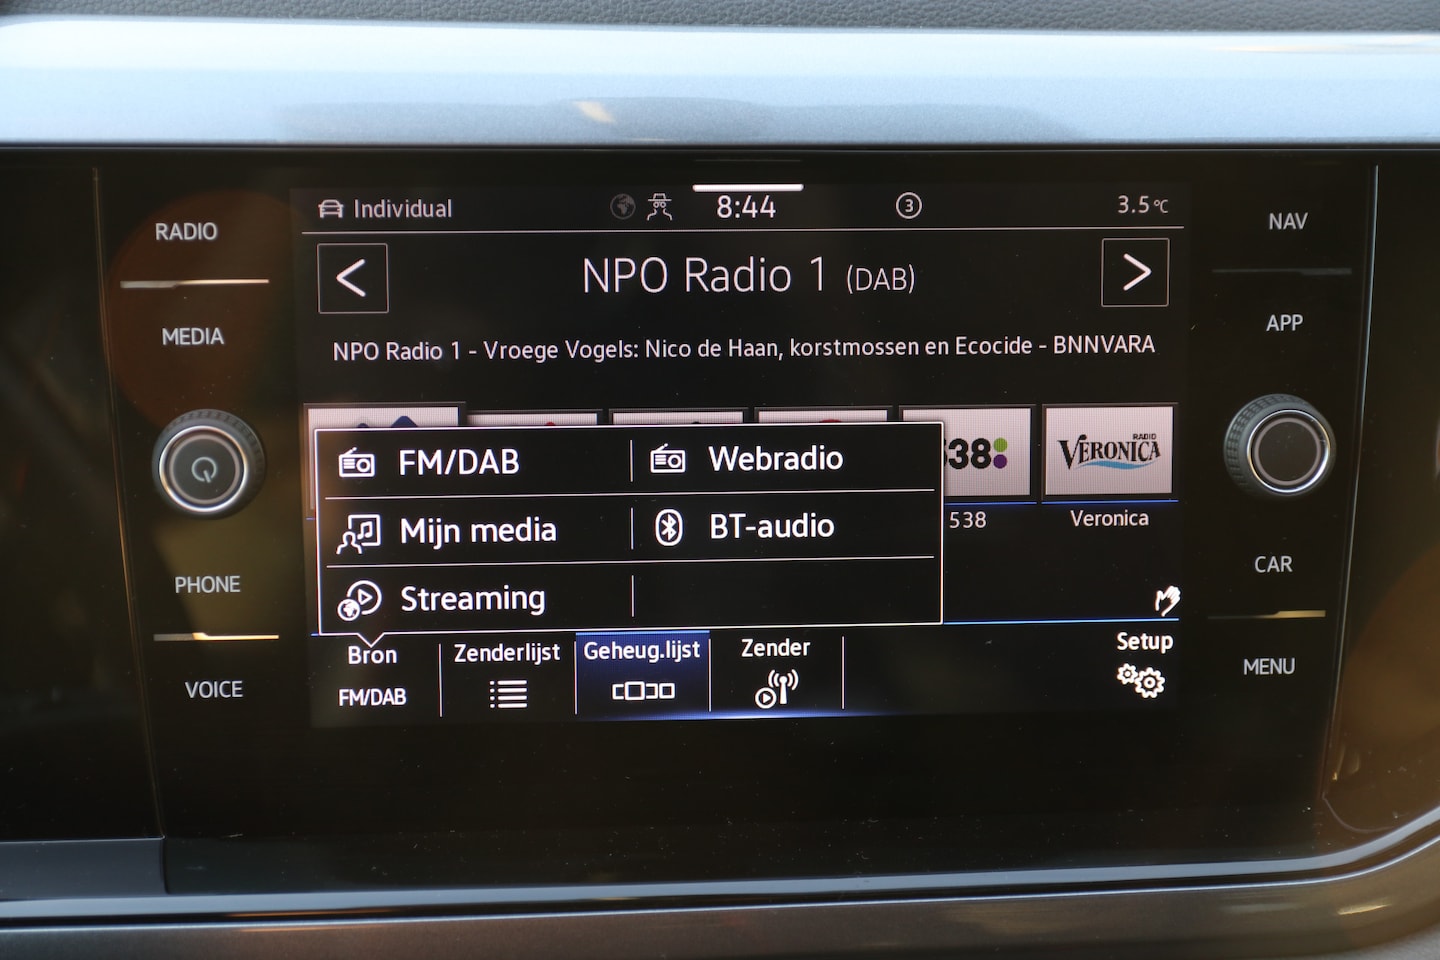 RADIO
MEDIA
PHONE
VOICE
Individual
8:44
3
3.5°C
NPO Radio 1 (DAB)
NPO Radio 1 - Vroege Vogels: Nico de Haan, korstmossen en Ecocide - BNNVARA
FM/DAB
Webradio
Mijn media
BT-audio
Streaming
38
538
RADIO
VERONICA
Veronica
Bron
FM/DAB
Zenderlijst
Geheug.lijst
Zender
Setup
NAV
APP
CAR
MENU